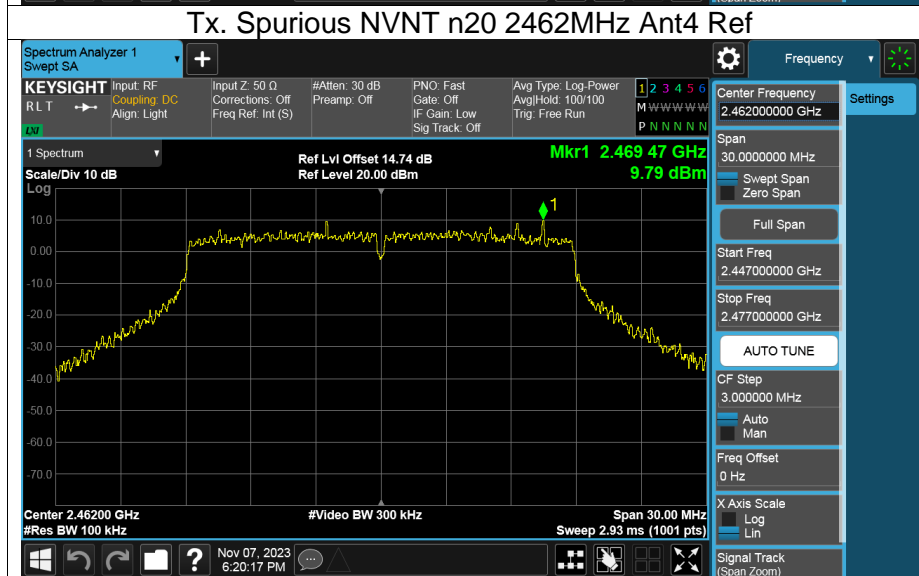 (Span Zoom)
Tx. Spurious NVNT n20 2462MHz Ant4 Ref
Spectrum Analyzer 1
Swept SA
+
Frequency
KEYSIGHT
RLT
LXI
Input: RF
Coupling: DC
Align: Light
Input Z: 50 Ω
Corrections: Off
Freq Ref: Int (S)
#Atten: 30 dB
Preamp: Off
PNO: Fast
Gate: Off
IF Gain: Low
Sig Track: Off
Avg Type: Log-Power
Avg|Hold: 100/100
Trig: Free Run
1 2 3 4 5 6
M W W W W W
P N N N N N
1 Spectrum
Scale/Div 10 dB
Log
Ref Lvl Offset 14.74 dB
Ref Level 20.00 dBm
Mkr1 2.469 47 GHz
9.79 dBm
1
10.0
0.00
-10.0
-20.0
-30.0
-40.0
-50.0
-60.0
-70.0
Center 2.46200 GHz
#Res BW 100 kHz
#Video BW 300 kHz
Span 30.00 MHz
Sweep 2.93 ms (1001 pts)
Center Frequency
2.462000000 GHz
Settings
Span
30.0000000 MHz
Swept Span
Zero Span
Full Span
Start Freq
2.447000000 GHz
Stop Freq
2.477000000 GHz
AUTO TUNE
CF Step
3.000000 MHz
Auto
Man
Freq Offset
0 Hz
X Axis Scale
Log
Lin
Signal Track
(Span Zoom)
?
Nov 07, 2023
6:20:17 PM